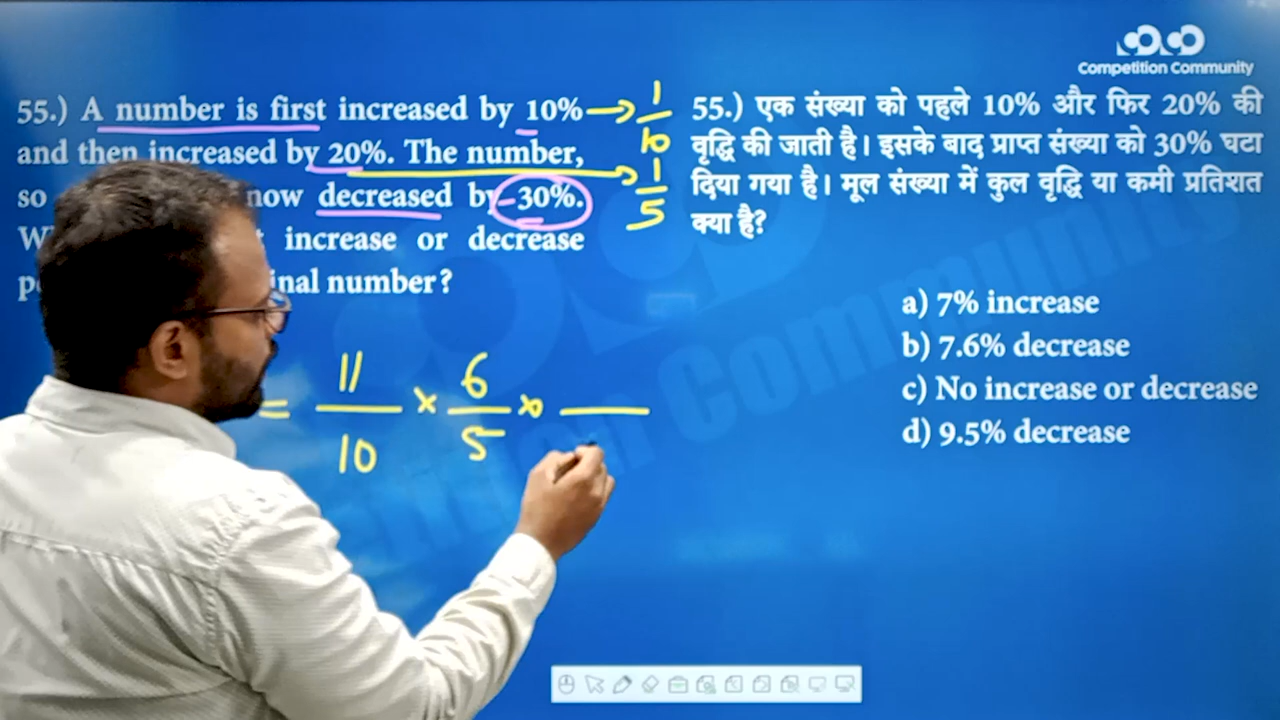 Competition Community
55.) A number is first increased by 10% → 1/10
and then increased by 20%. The number, → 1/5
so now decreased by -30%.
increase or decrease
number?
55.) एक संख्या को पहले 10% और फिर 20% की
वृद्धि की जाती है। इसके बाद प्राप्त संख्या को 30% घटा
दिया गया है। मूल संख्या में कुल वृद्धि या कमी प्रतिशत
क्या है?
a) 7% increase
b) 7.6% decrease
c) No increase or decrease
d) 9.5% decrease
= 11/10 × 6/5 ×